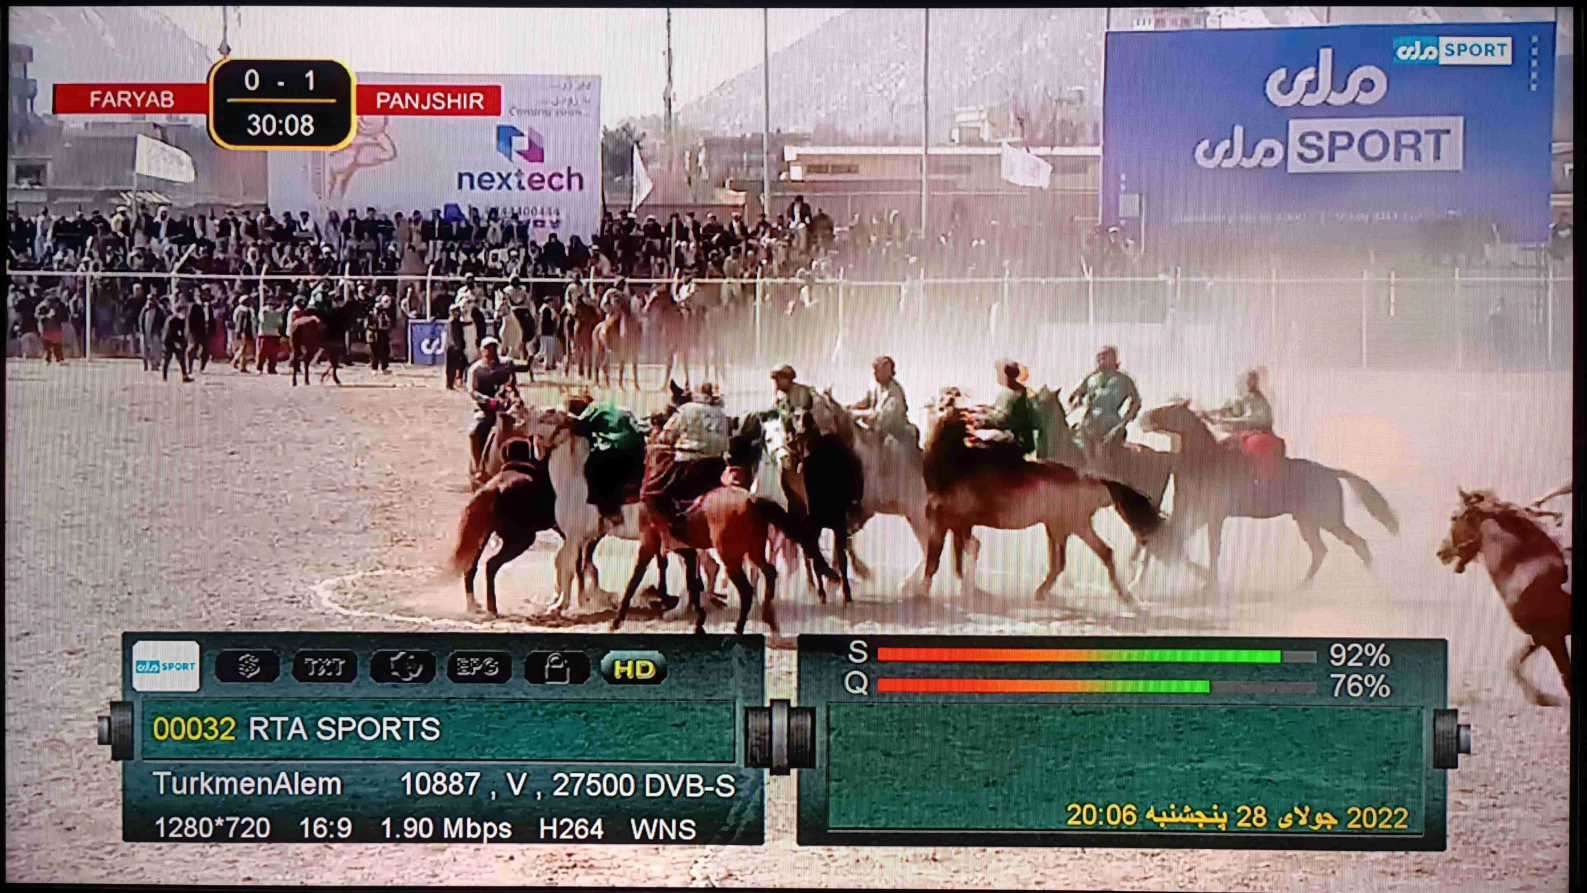 ملی SPORT
0 - 1
FARYAB
PANJSHIR
30:08
Coming soon...
nextech
ملی
ملی SPORT
ملی SPORT
$
TXT
EPG
HD
00032 RTA SPORTS
TurkmenAlem 10887 , V , 27500 DVB-S
1280*720 16:9 1.90 Mbps H264 WNS
S 92%
Q 76%
20:06 پنجشنبه 28 جولای 2022